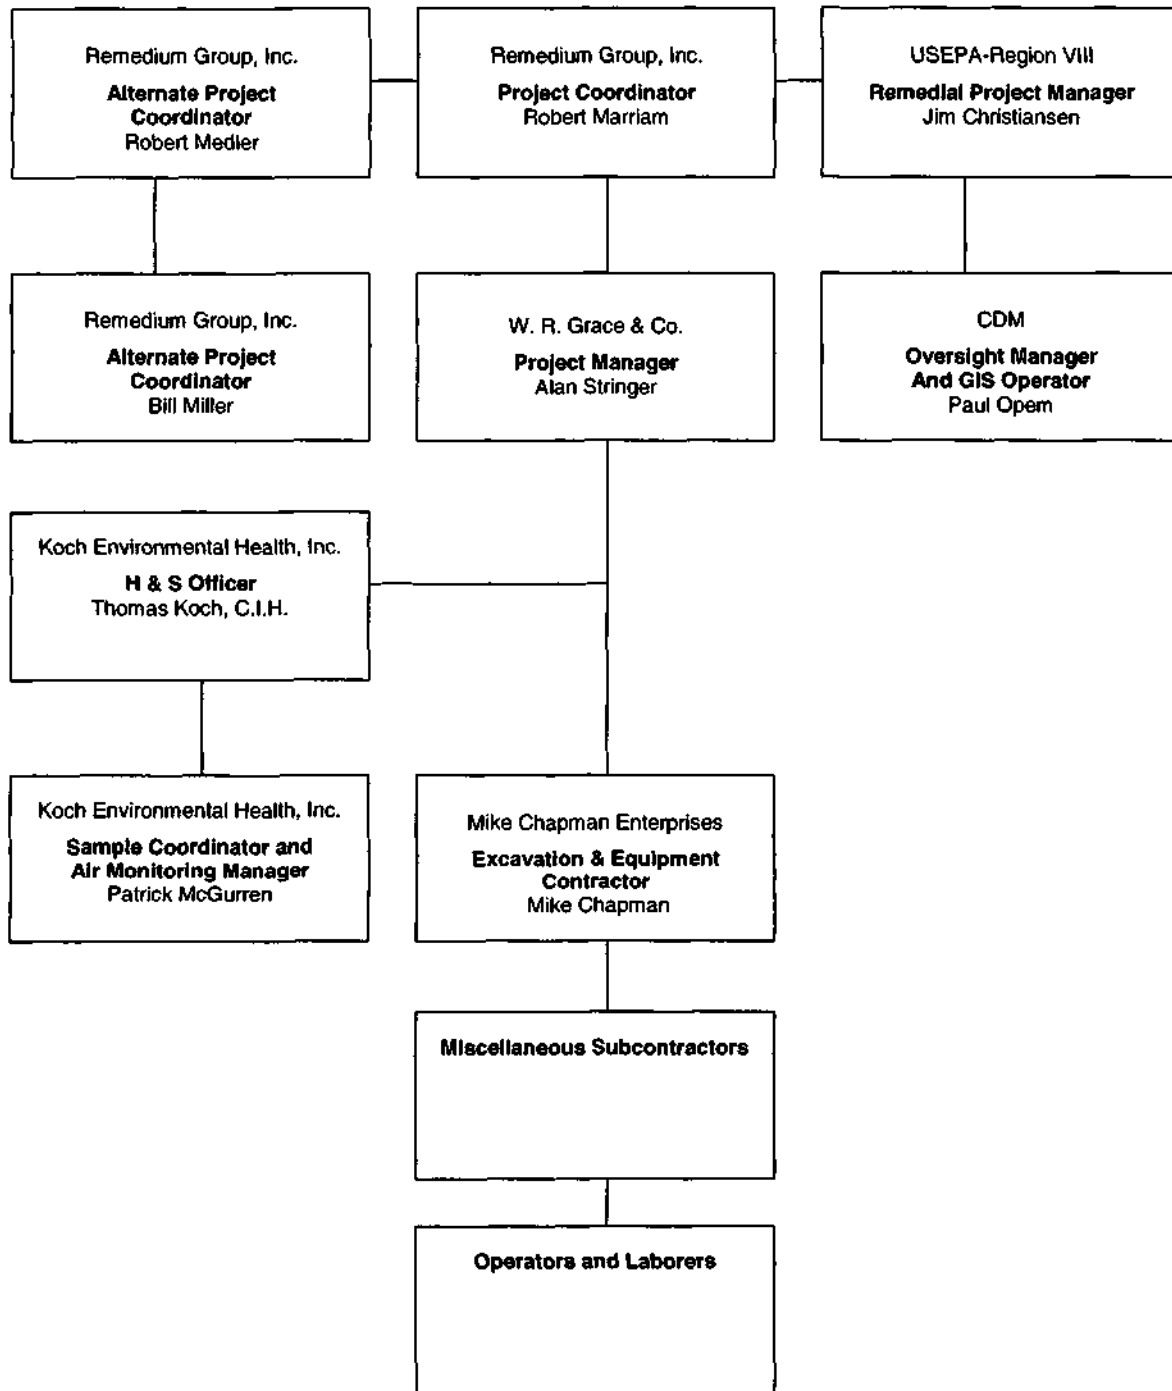 Remedium Group, Inc.
Alternate Project
Coordinator
Robert Medler
Remedium Group, Inc.
Project Coordinator
Robert Marriam
USEPA-Region VIII
Remedial Project Manager
Jim Christiansen
Remedium Group, Inc.
Alternate Project
Coordinator
Bill Miller
W. R. Grace & Co.
Project Manager
Alan Stringer
CDM
Oversight Manager
And GIS Operator
Paul Opem
Koch Environmental Health, Inc.
H & S Officer
Thomas Koch, C.I.H.
Koch Environmental Health, Inc.
Sample Coordinator and
Air Monitoring Manager
Patrick McGurren
Mike Chapman Enterprises
Excavation & Equipment
Contractor
Mike Chapman
Miscellaneous Subcontractors
Operators and Laborers